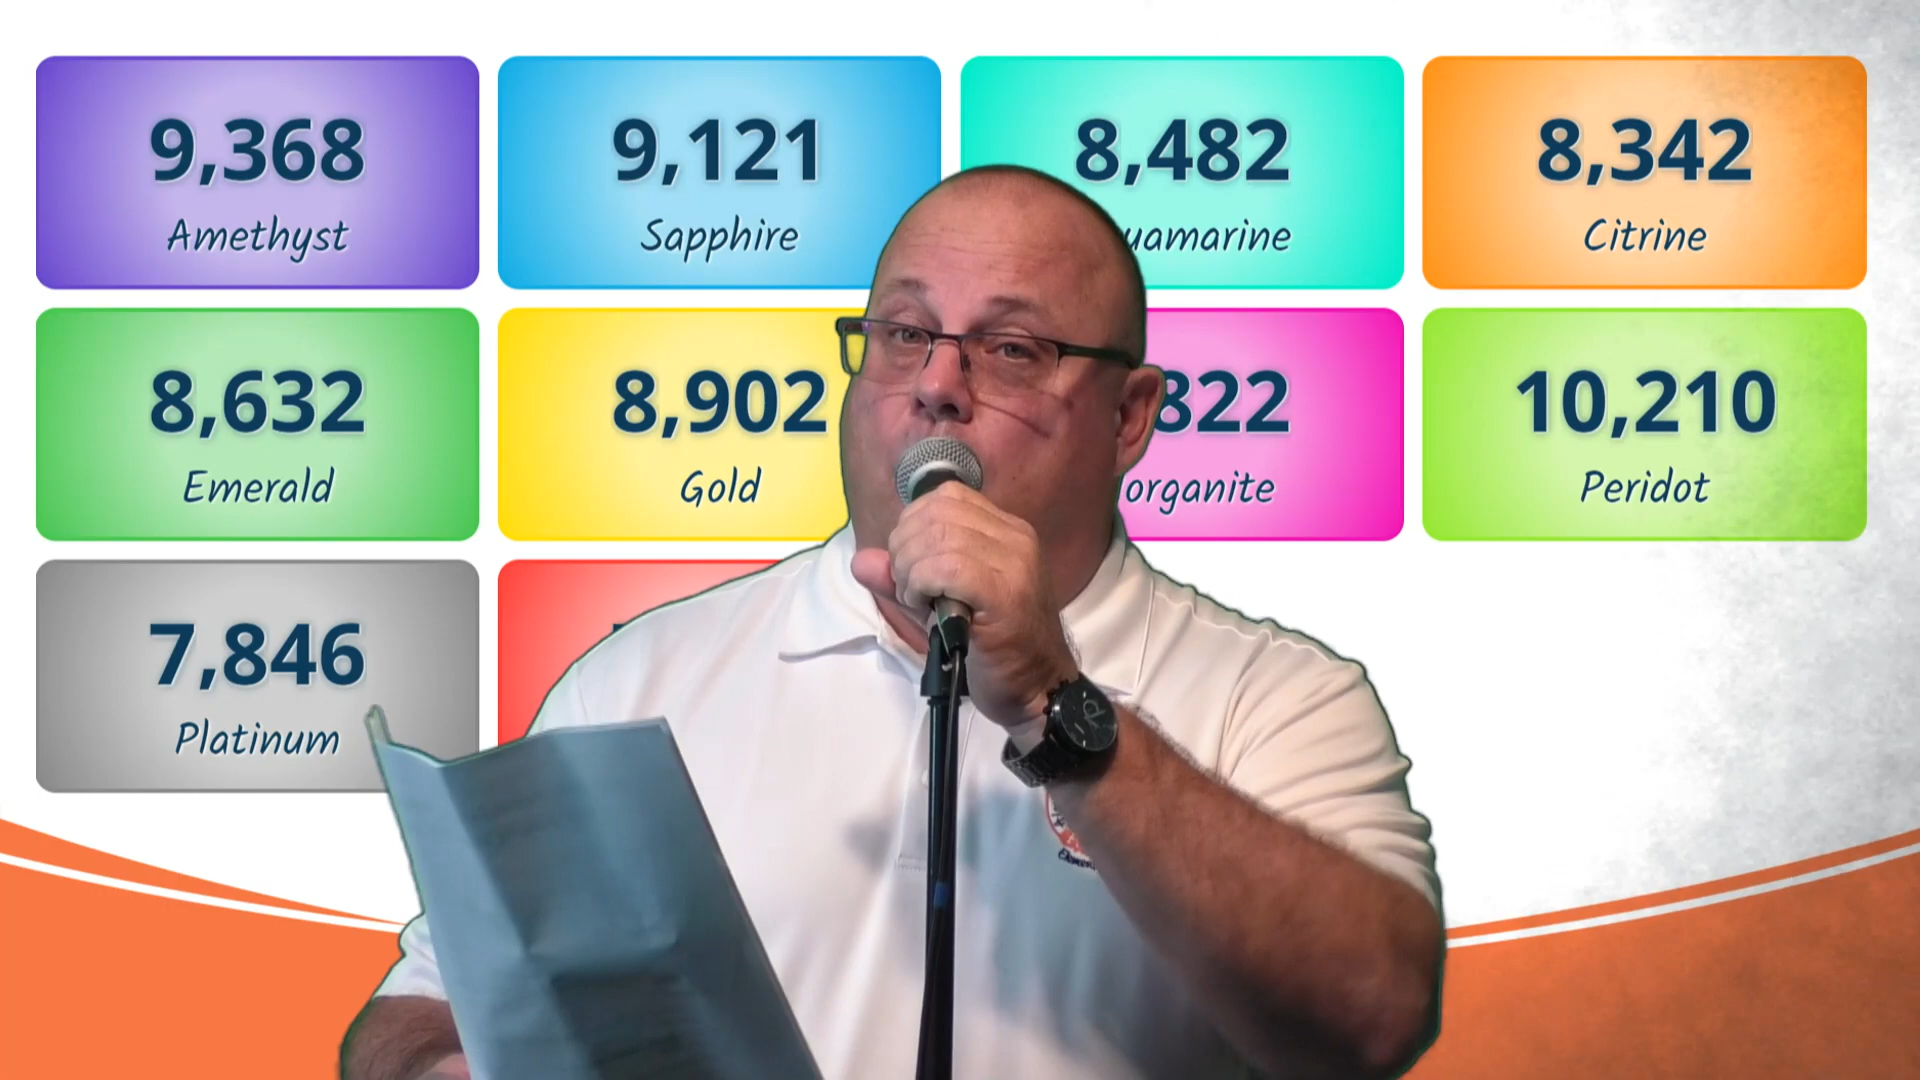 9,368
Amethyst
9,121
Sapphire
8,482
uamarine
8,342
Citrine
8,632
Emerald
8,902
Gold
822
organite
10,210
Peridot
7,846
Platinum